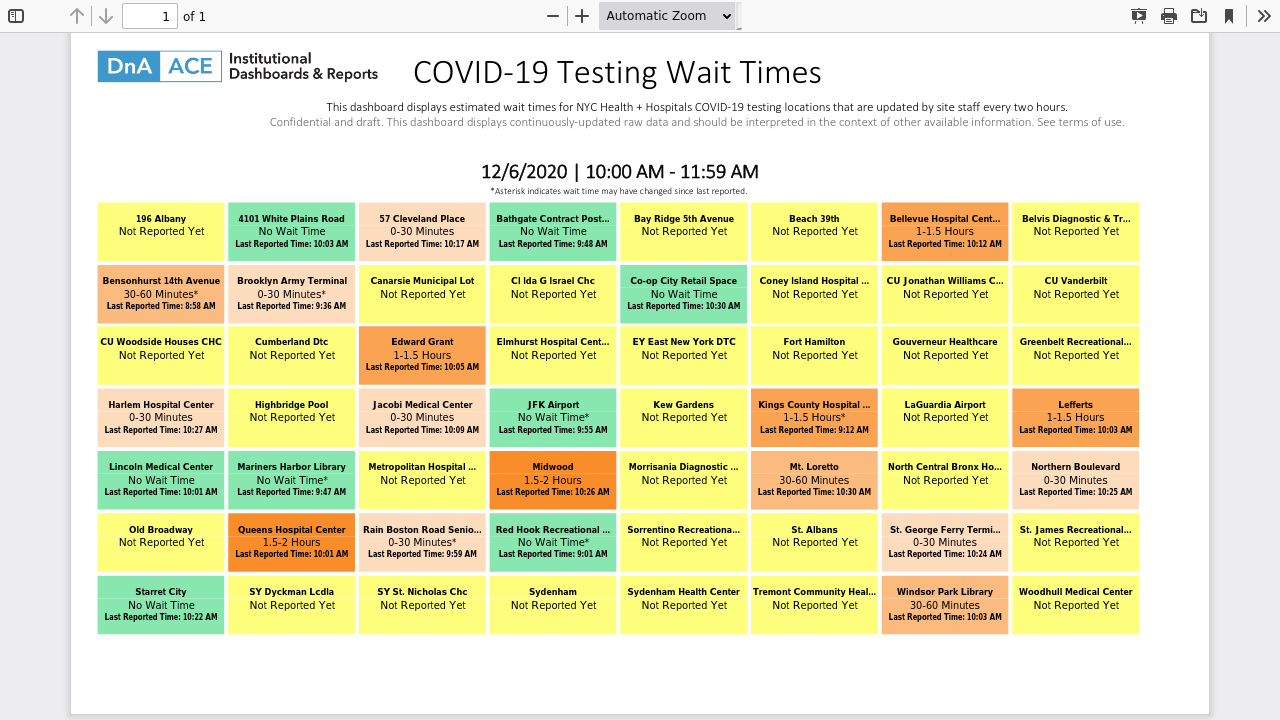 1 of 1
Automatic Zoom
DnA ACE Institutional Dashboards & Reports
COVID-19 Testing Wait Times
This dashboard displays estimated wait times for NYC Health + Hospitals COVID-19 testing locations that are updated by site staff every two hours.
Confidential and draft. This dashboard displays continuously-updated raw data and should be interpreted in the context of other available information. See terms of use.
12/6/2020 | 10:00 AM - 11:59 AM
*Asterisk indicates wait time may have changed since last reported.
196 Albany
Not Reported Yet
4101 White Plains Road
No Wait Time
Last Reported Time: 10:03 AM
57 Cleveland Place
0-30 Minutes
Last Reported Time: 10:17 AM
Bathgate Contract Post...
No Wait Time
Last Reported Time: 9:48 AM
Bay Ridge 5th Avenue
Not Reported Yet
Beach 39th
Not Reported Yet
Bellevue Hospital Cent...
1-1.5 Hours
Last Reported Time: 10:12 AM
Belvis Diagnostic & Tr...
Not Reported Yet
Bensonhurst 14th Avenue
30-60 Minutes*
Last Reported Time: 8:58 AM
Brooklyn Army Terminal
0-30 Minutes*
Last Reported Time: 9:36 AM
Canarsie Municipal Lot
Not Reported Yet
CI Ida G Israel Chc
Not Reported Yet
Co-op City Retail Space
No Wait Time
Last Reported Time: 10:30 AM
Coney Island Hospital ...
Not Reported Yet
CU Jonathan Williams C...
Not Reported Yet
CU Vanderbilt
Not Reported Yet
CU Woodside Houses CHC
Not Reported Yet
Cumberland Dtc
Not Reported Yet
Edward Grant
1-1.5 Hours
Last Reported Time: 10:05 AM
Elmhurst Hospital Cent...
Not Reported Yet
EY East New York DTC
Not Reported Yet
Fort Hamilton
Not Reported Yet
Gouverneur Healthcare
Not Reported Yet
Greenbelt Recreational...
Not Reported Yet
Harlem Hospital Center
0-30 Minutes
Last Reported Time: 10:27 AM
Highbridge Pool
Not Reported Yet
Jacobi Medical Center
0-30 Minutes
Last Reported Time: 10:09 AM
JFK Airport
No Wait Time*
Last Reported Time: 9:55 AM
Kew Gardens
Not Reported Yet
Kings County Hospital ...
1-1.5 Hours*
Last Reported Time: 9:12 AM
LaGuardia Airport
Not Reported Yet
Lefferts
1-1.5 Hours
Last Reported Time: 10:03 AM
Lincoln Medical Center
No Wait Time
Last Reported Time: 10:01 AM
Mariners Harbor Library
No Wait Time*
Last Reported Time: 9:47 AM
Metropolitan Hospital ...
Not Reported Yet
Midwood
1.5-2 Hours
Last Reported Time: 10:26 AM
Morrisania Diagnostic ...
Not Reported Yet
Mt. Loretto
30-60 Minutes
Last Reported Time: 10:30 AM
North Central Bronx Ho...
Not Reported Yet
Northern Boulevard
0-30 Minutes
Last Reported Time: 10:25 AM
Old Broadway
Not Reported Yet
Queens Hospital Center
1.5-2 Hours
Last Reported Time: 10:01 AM
Rain Boston Road Senio...
0-30 Minutes*
Last Reported Time: 9:59 AM
Red Hook Recreational ...
No Wait Time*
Last Reported Time: 9:01 AM
Sorrentino Recreationa...
Not Reported Yet
St. Albans
Not Reported Yet
St. George Ferry Termi...
0-30 Minutes
Last Reported Time: 10:24 AM
St. James Recreational...
Not Reported Yet
Starret City
No Wait Time
Last Reported Time: 10:22 AM
SY Dyckman Lcdla
Not Reported Yet
SY St. Nicholas Chc
Not Reported Yet
Sydenham
Not Reported Yet
Sydenham Health Center
Not Reported Yet
Tremont Community Heal...
Not Reported Yet
Windsor Park Library
30-60 Minutes
Last Reported Time: 10:03 AM
Woodhull Medical Center
Not Reported Yet